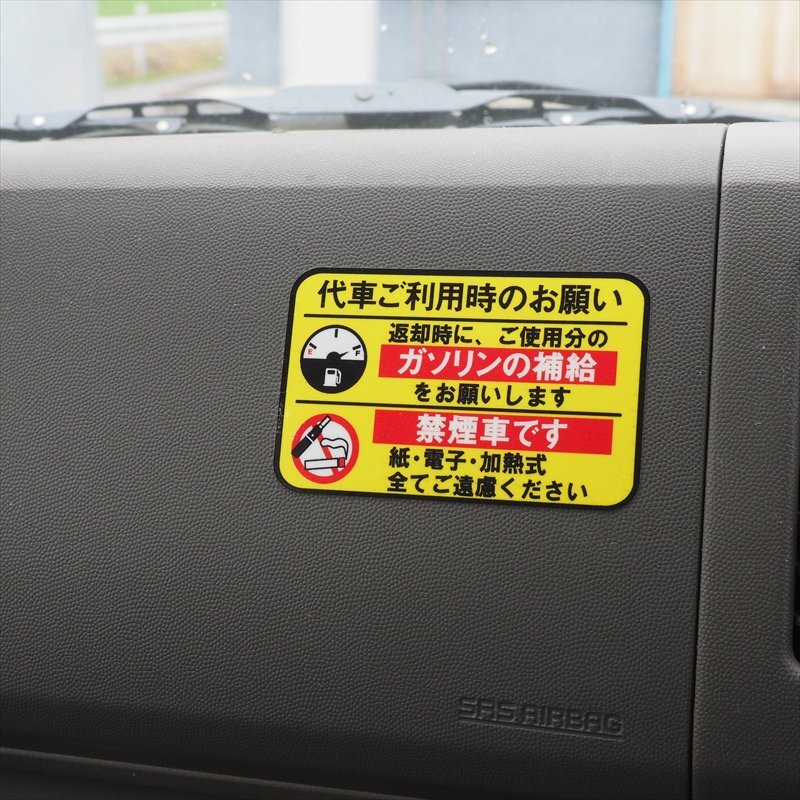 代車ご利用時のお願い
E F
返却時に、ご使用分の
ガソリンの補給
をお願いします
禁煙車です
紙・電子・加熱式
全てご遠慮ください
SRS AIRBAG